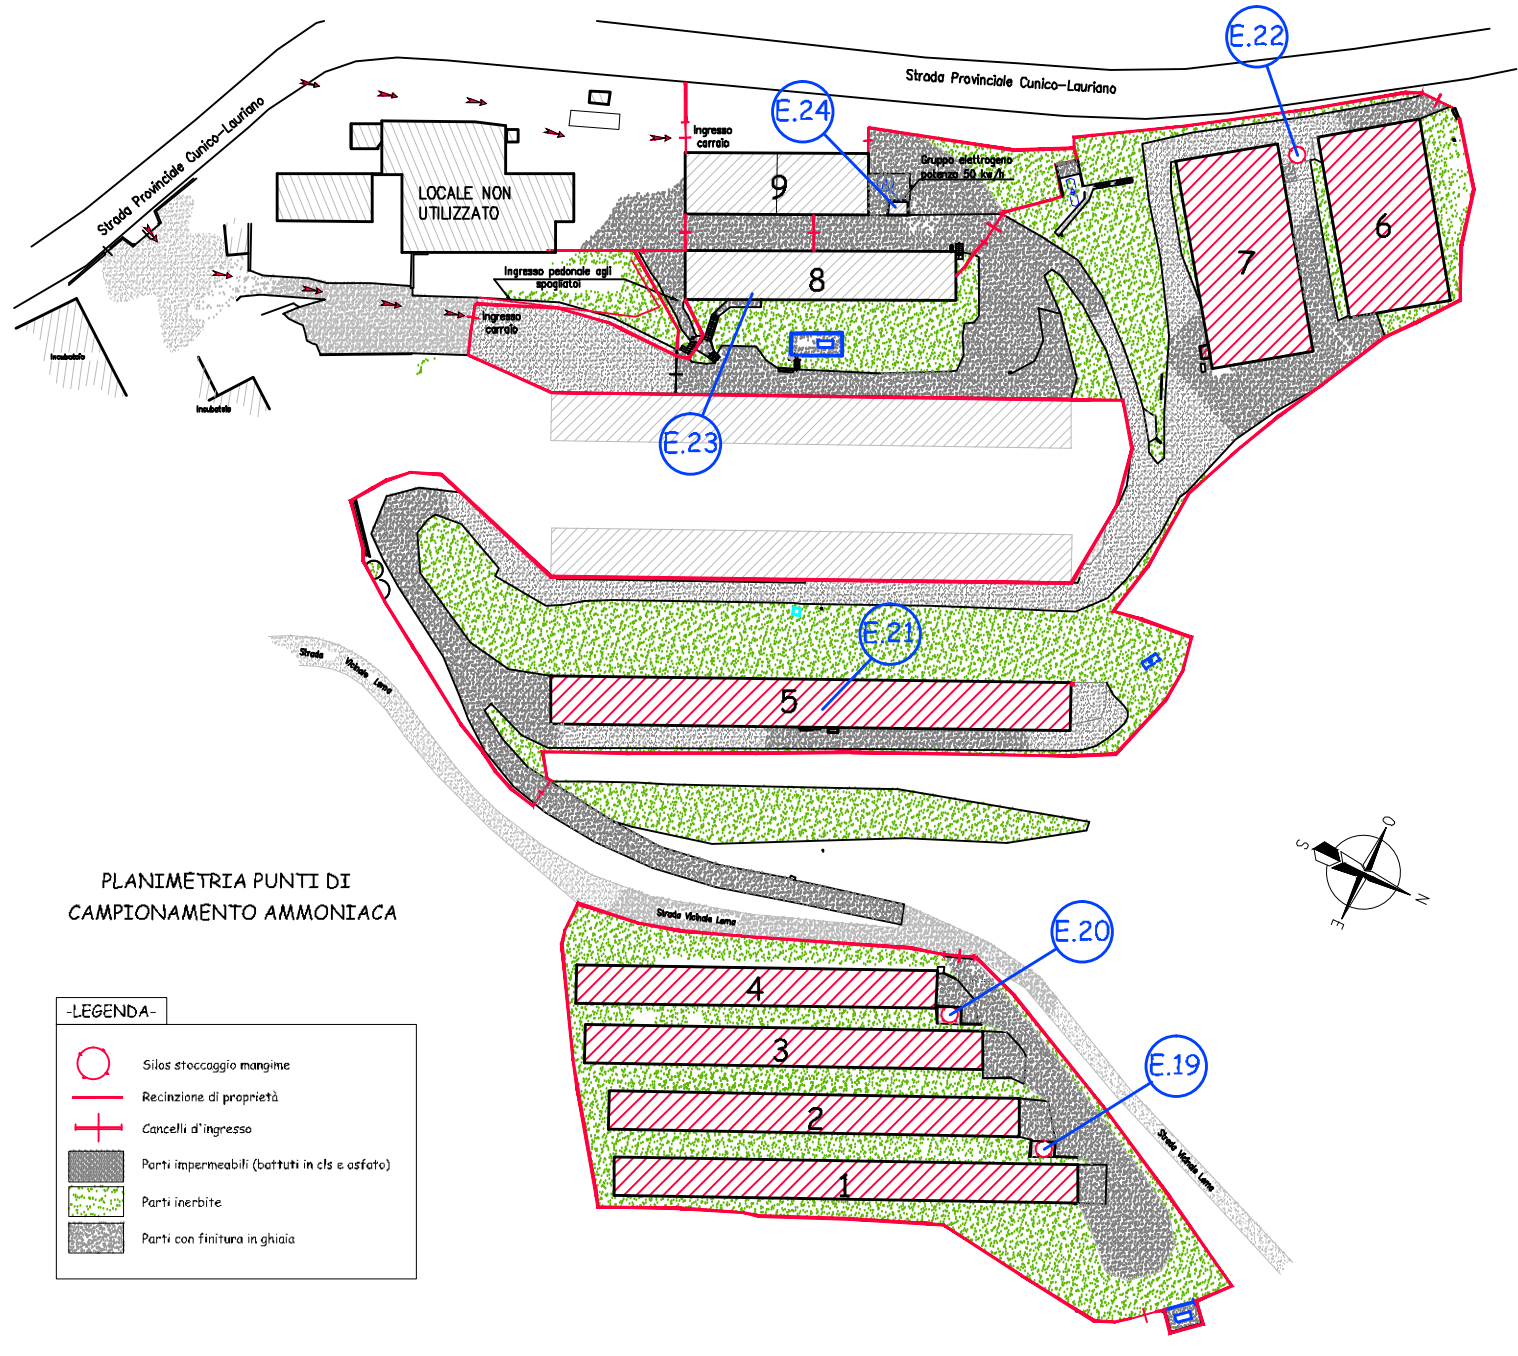 E.22
Strada Provinciale Cunico-Lauriano
E.24
Strada Provinciale Cunico-Lauriano
Ingresso
carraio
Gruppo elettrogeno
potenza 50 kw/h
LOCALE NON
UTILIZZATO
9
6
7
8
Ingresso pedonale agli
spogliatoi
Ingresso
carraio
Incubatoio
Incubatoio
E.23
E.21
Strada Vicinale Lema
5
O
S
N
E
PLANIMETRIA PUNTI DI
CAMPIONAMENTO AMMONIACA
Strada Vicinale Lema
E.20
4
3
E.19
2
1
Strada Vicinale Lema
-LEGENDA-
Silos stoccaggio mangime
Recinzione di proprietà
Cancelli d'ingresso
Parti impermeabili (battuti in cls e asfato)
Parti inerbite
Parti con finitura in ghiaia